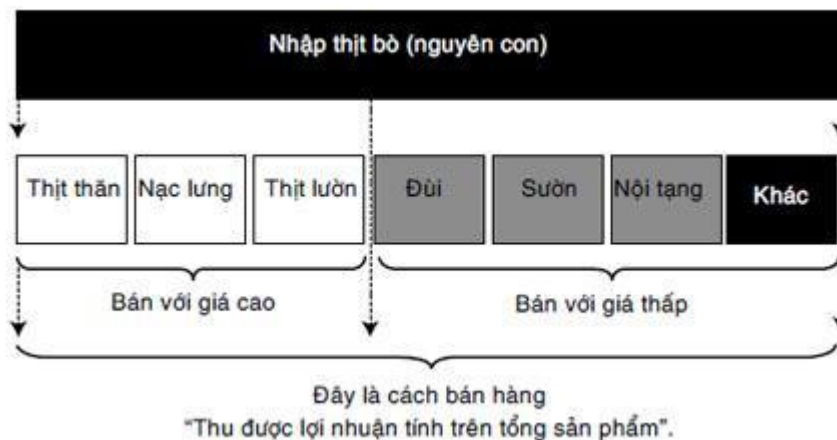 Nhập thịt bò (nguyên con)
Thịt thăn Nạc lưng Thịt lườn Đùi Sườn Nội tạng Khác
Bán với giá cao Bán với giá thấp
Đây là cách bán hàng
“Thu được lợi nhuận tính trên tổng sản phẩm”.